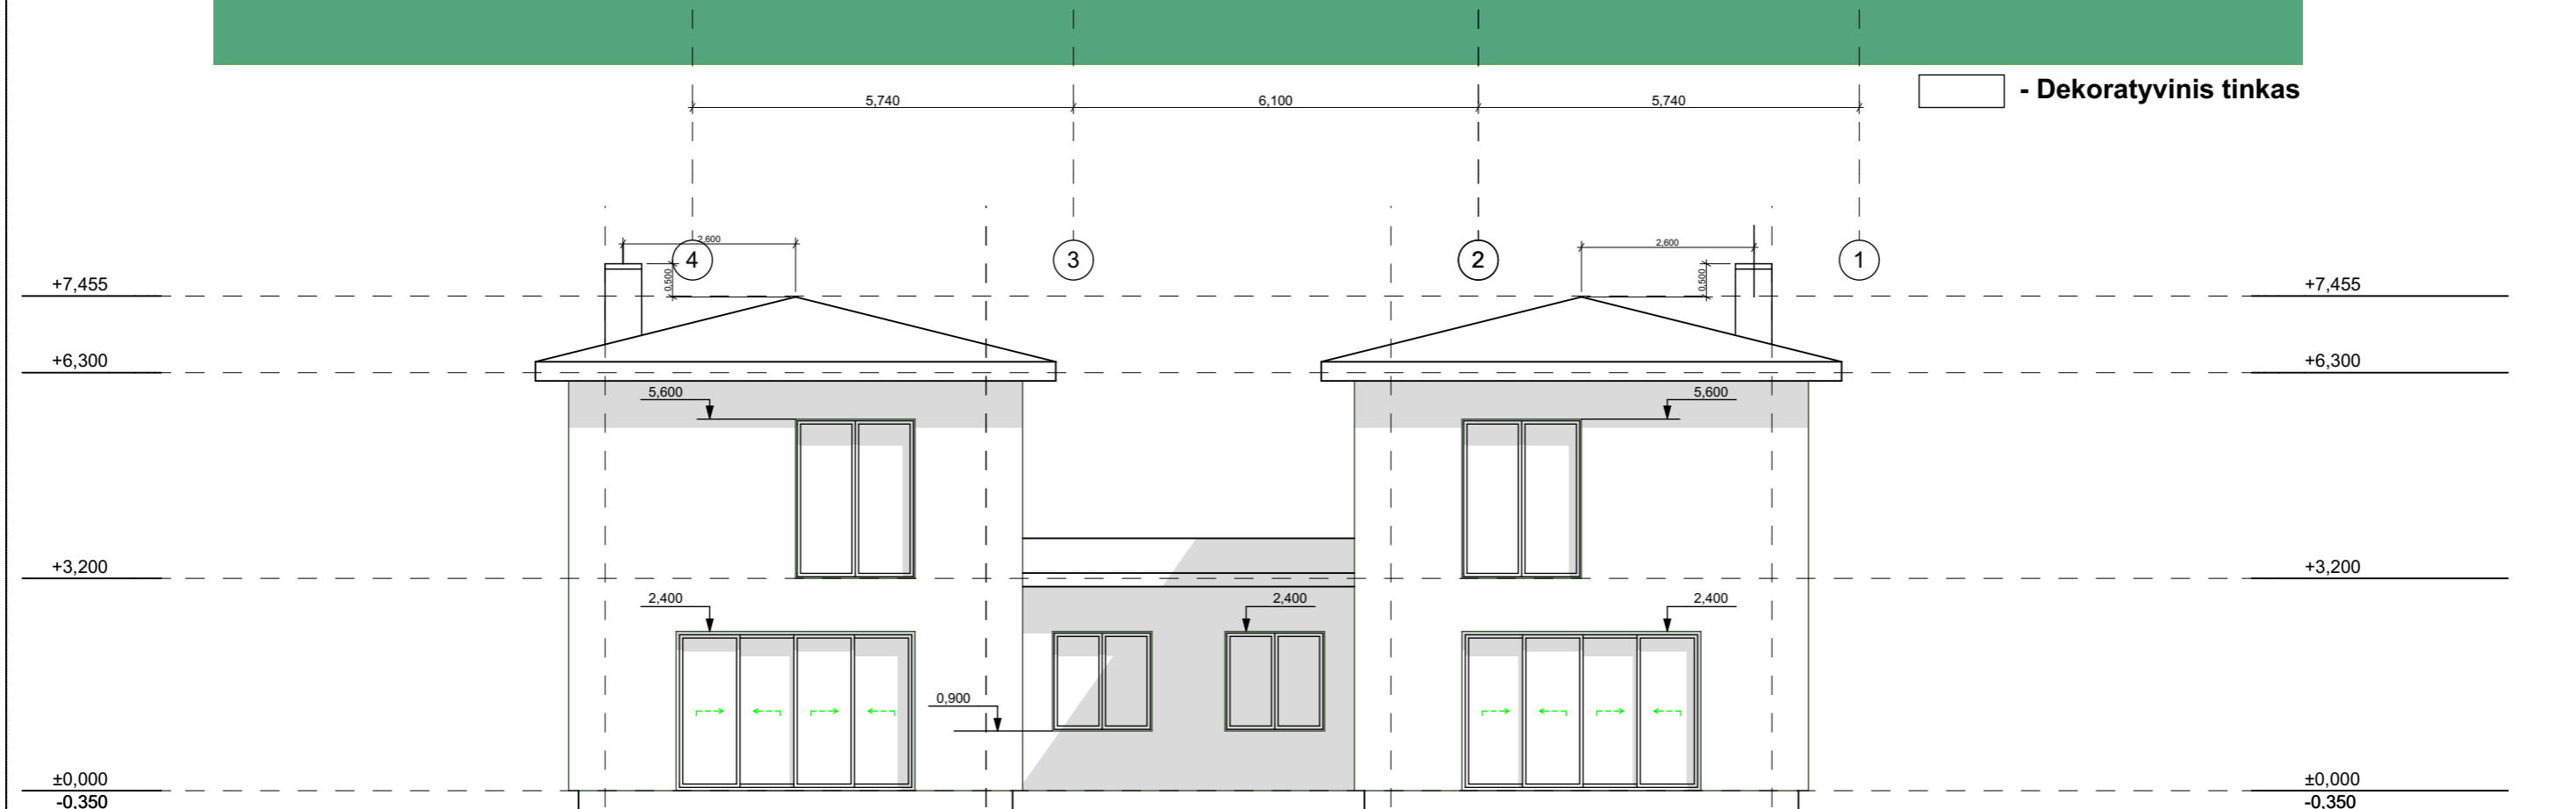 - Dekoratyvinis tinkas
5,740 6,100 5,740
2,600 2,600
4 3 2 1
0,500 0,500
+7,455 +7,455
+6,300 +6,300
5,600 5,600
+3,200 +3,200
2,400 2,400 2,400
0,900
±0,000 ±0,000
-0,350 -0,350